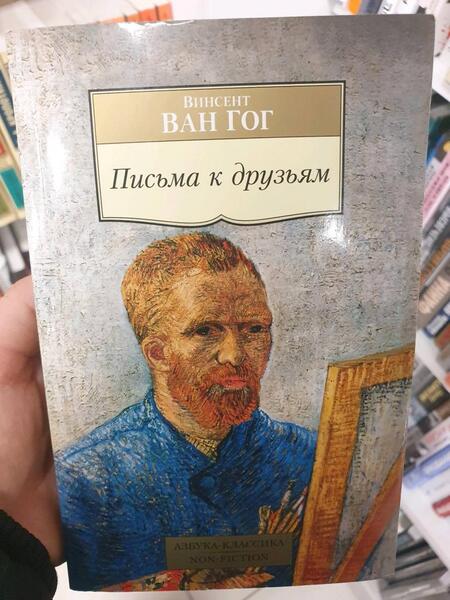 Винсент
ВАН ГОГ
Письма к друзьям
АЗБУКА-КЛАССИКА
NON-FICTION